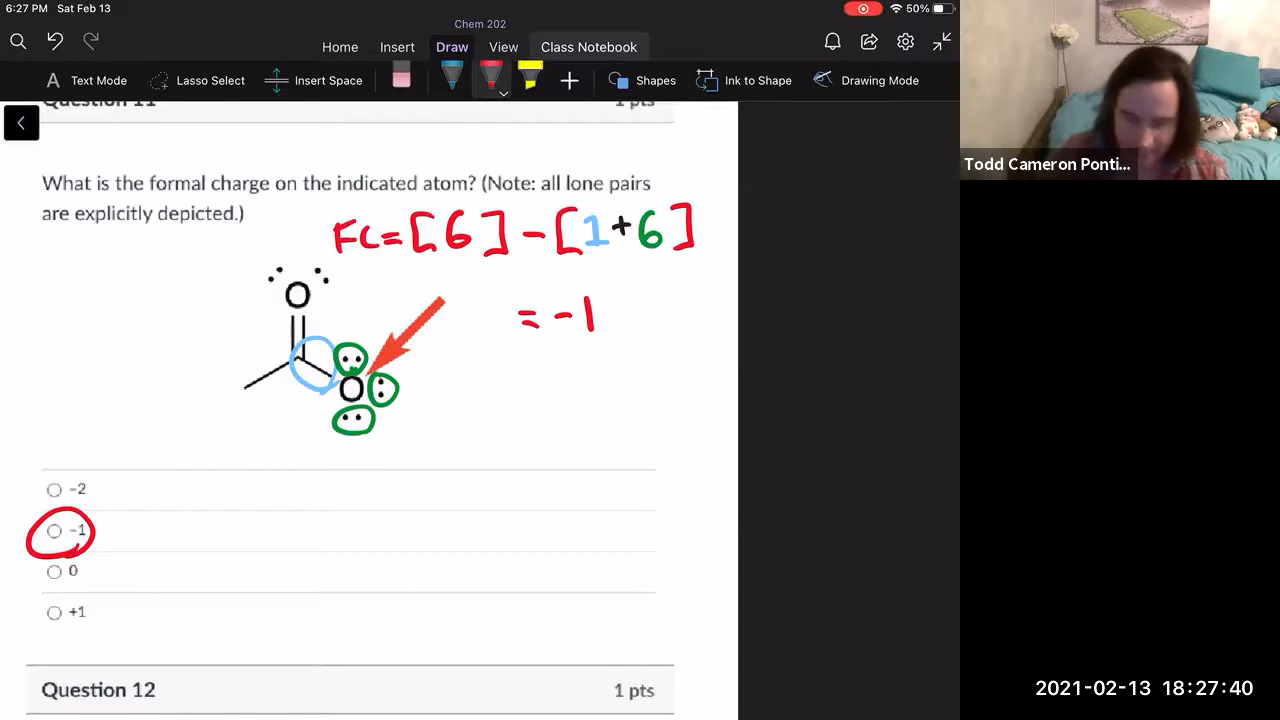 6:27 PM Sat Feb 13
50%
Chem 202
Home Insert Draw View Class Notebook
A Text Mode Lasso Select Insert Space Shapes Ink to Shape Drawing Mode
Question 11 1 pts
Todd Cameron Ponti...
What is the formal charge on the indicated atom? (Note: all lone pairs
are explicitly depicted.)
FC = [6] - [1+6]
= -1
O
O
-2
-1
0
+1
Question 12 1 pts
2021-02-13 18:27:40